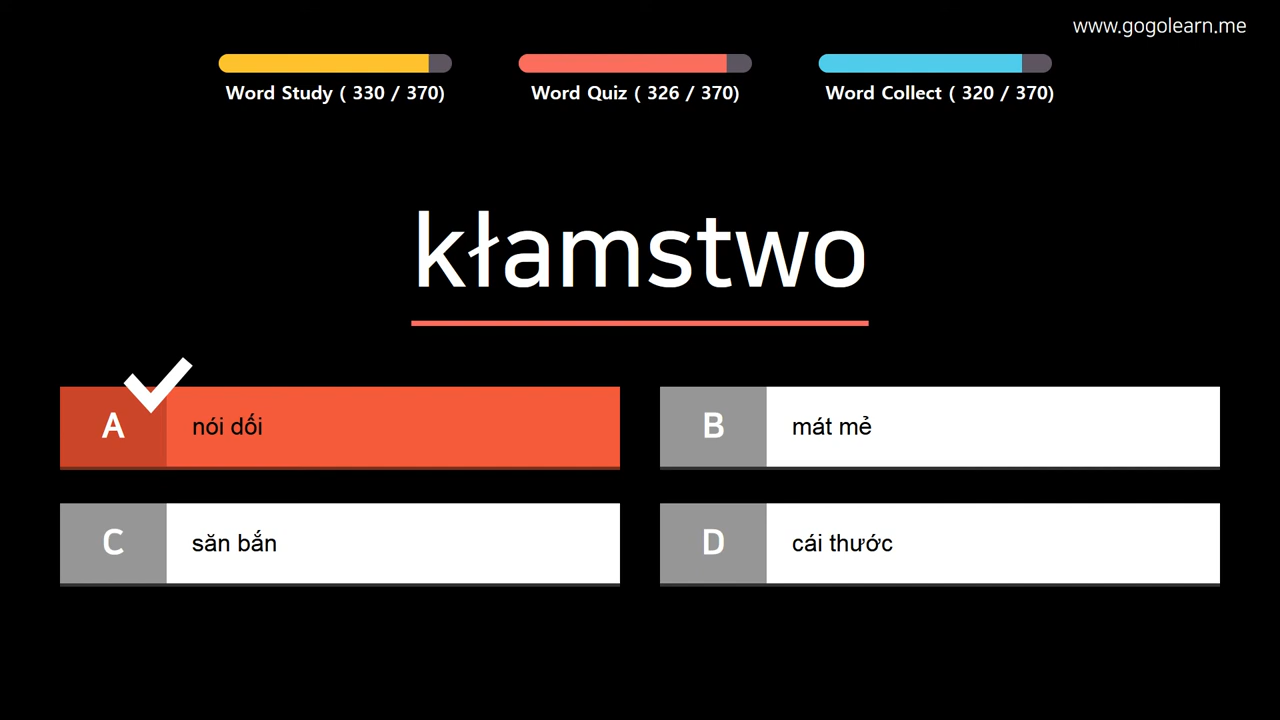 www.gogolearn.me
Word Study ( 330 / 370)
Word Quiz ( 326 / 370)
Word Collect ( 320 / 370)
kłamstwo
A
nói dối
B
mát mẻ
C
săn bắn
D
cái thước